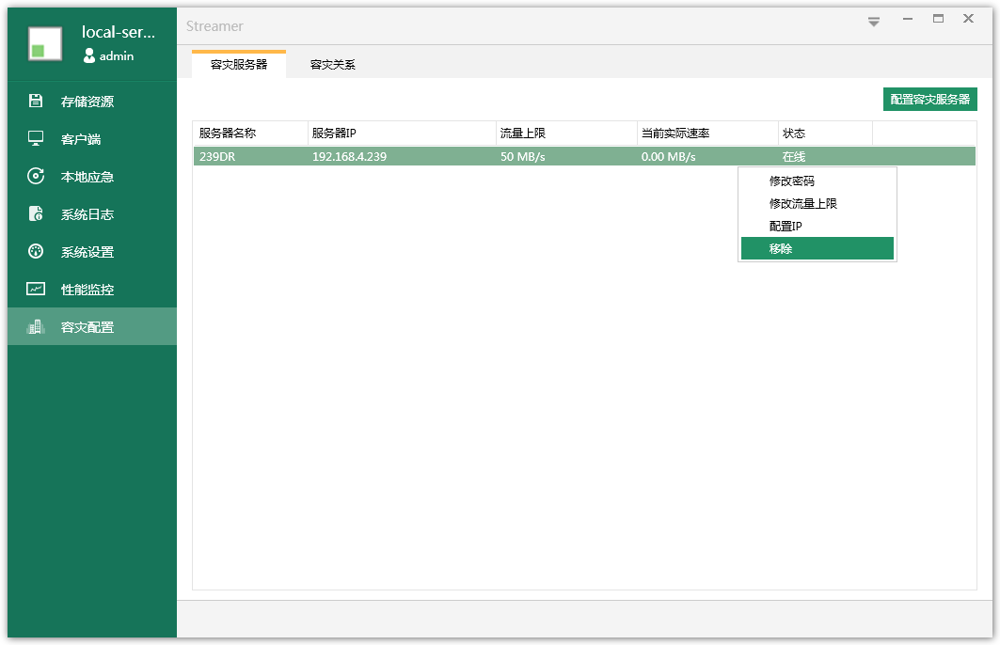 local-ser...
admin
存储资源
客户端
本地应急
系统日志
系统设置
性能监控
容灾配置
Streamer
容灾服务器 容灾关系
配置容灾服务器
服务器名称 服务器IP 流量上限 当前实际速率 状态
239DR 192.168.4.239 50 MB/s 0.00 MB/s 在线
修改密码
修改流量上限
配置IP
移除